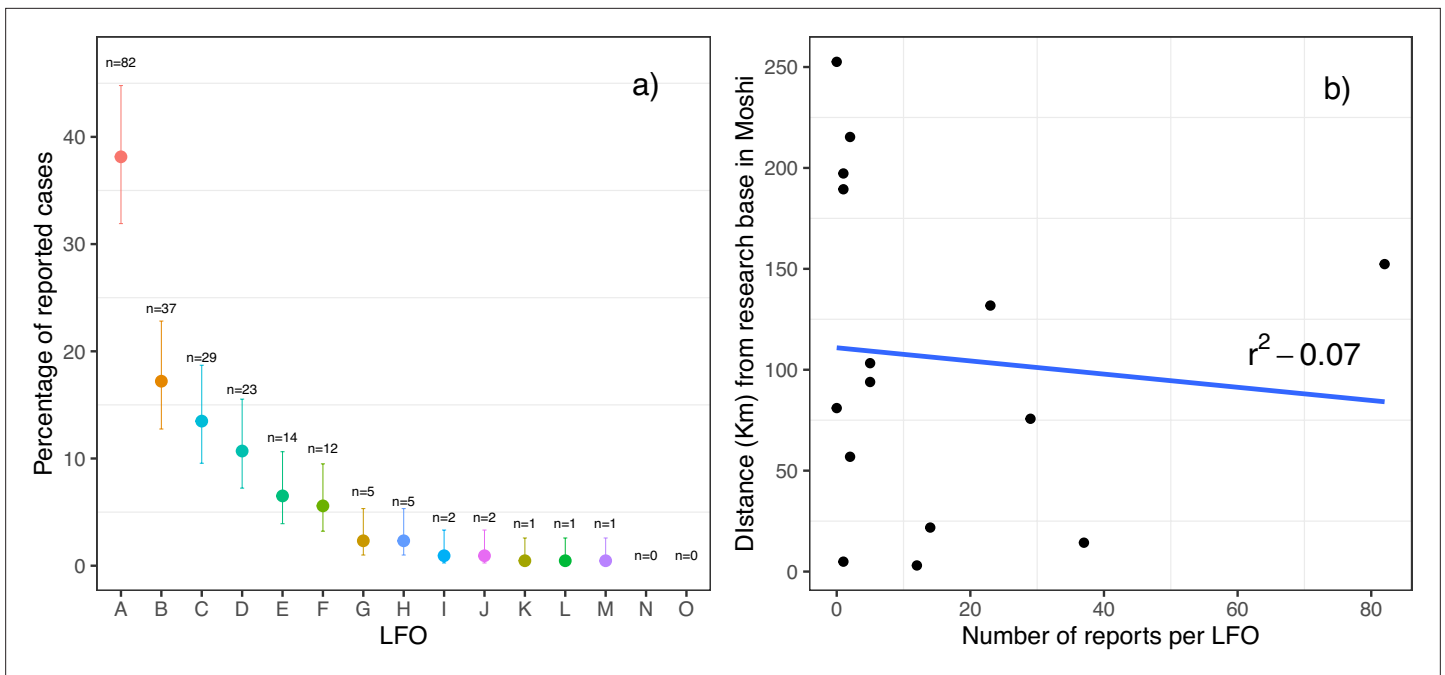 a)
n=82
n=37
n=29
n=23
n=14
n=12
n=5
n=5
n=2
n=2
n=1
n=1
n=1
n=0
n=0
Percentage of reported cases
40
30
20
10
0
A B C D E F G H I J K L M N O
LFO
b)
DIstance (Km) from research base in Moshi
250
200
150
100
50
0
r² – 0.07
0 20 40 60 80
Number of reports per LFO